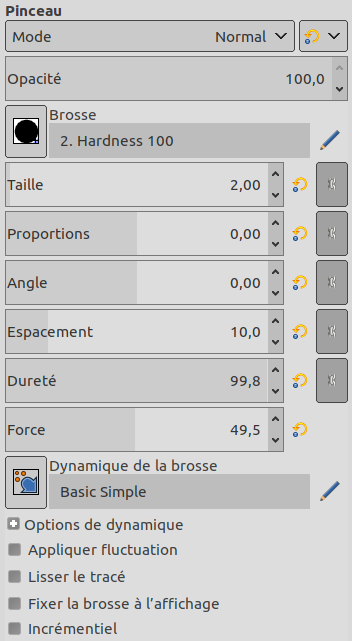 Pinceau
Mode Normal
Opacité 100,0
Brosse
2. Hardness 100
Taille 2,00
Proportions 0,00
Angle 0,00
Espacement 10,0
Dureté 99,8
Force 49,5
Dynamique de la brosse
Basic Simple
Options de dynamique
Appliquer fluctuation
Lisser le tracé
Fixer la brosse à l’affichage
Incrémentiel